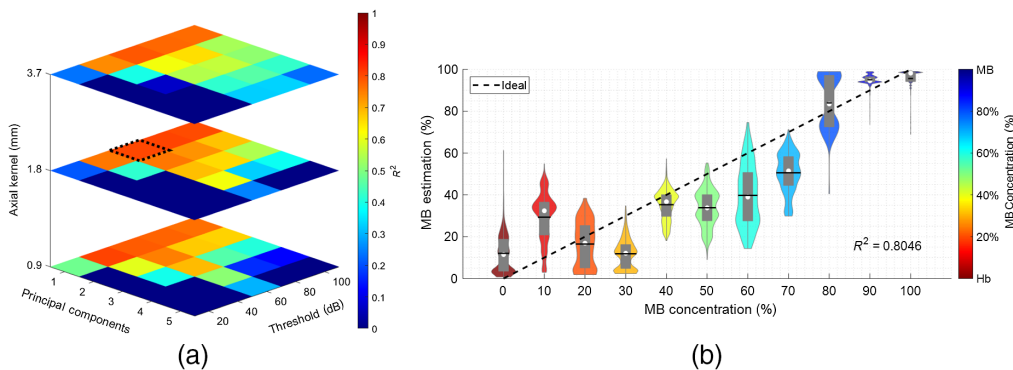 3.7
1.8
0.9
Axial kernel (mm)
1
2
3
4
5
Principal components
20
40
60
80
100
Threshold (dB)
1
0.9
0.8
0.7
0.6
0.5
0.4
0.3
0.2
0.1
0
R²
(a)
100
80
60
40
20
0
MB estimation (%)
Ideal
R² = 0.8046
0 10 20 30 40 50 60 70 80 90 100
MB concentration (%)
MB
80%
60%
40%
20%
Hb
MB Concentration (%)
(b)